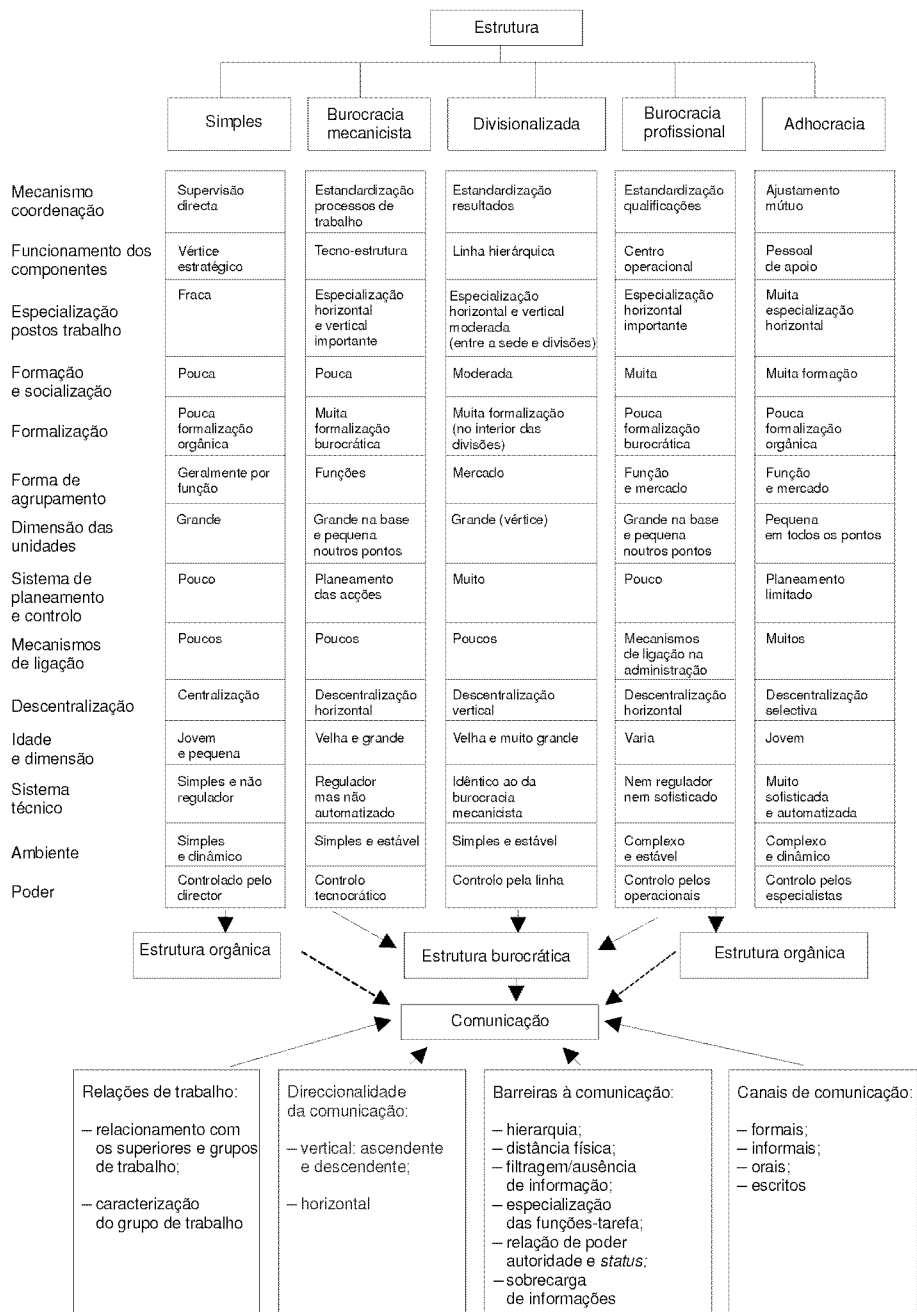 Estrutura
Simples
Burocracia
mecanicista
Divisionalizada
Burocracia
profissional
Adhocracia
Mecanismo
coordenação
Supervisão
directa
Estandardização
processos de
trabalho
Estandardização
resultados
Estandardização
qualificações
Ajustamento
mútuo
Funcionamento dos
componentes
Vértice
estratégico
Tecno-estrutura
Linha hierárquica
Centro
operacional
Pessoal
de apoio
Especialização
postos trabalho
Fraca
Especialização
horizontal
e vertical
importante
Especialização
horizontal e vertical
moderada
(entre a sede e divisões)
Especialização
horizontal
importante
Muita
especialização
horizontal
Formação
e socialização
Pouca
Pouca
Moderada
Muita
Muita formação
Formalização
Pouca
formalização
orgânica
Muita
formalização
burocrática
Muita formalização
(no interior das
divisões)
Pouca
formalização
burocrática
Pouca
formalização
orgânica
Forma de
agrupamento
Geralmente por
função
Funções
Mercado
Função
e mercado
Função
e mercado
Dimensão das
unidades
Grande
Grande na base
e pequena
noutros pontos
Grande (vértice)
Grande na base
e pequena
noutros pontos
Pequena
em todos os pontos
Sistema de
planeamento
e controlo
Pouco
Planeamento
das acções
Muito
Pouco
Planeamento
limitado
Mecanismos
de ligação
Poucos
Poucos
Poucos
Mecanismos
de ligação na
administração
Muitos
Descentralização
Centralização
Descentralização
horizontal
Descentralização
vertical
Descentralização
horizontal
Descentralização
selectiva
Idade
e dimensão
Jovem
e pequena
Velha e grande
Velha e muito grande
Varia
Jovem
Sistema
técnico
Simples e não
regulador
Regulador
mas não
automatizado
Idêntico ao da
burocracia
mecanicista
Nem regulador
nem sofisticado
Muito
sofisticada
e automatizada
Ambiente
Simples
e dinâmico
Simples e estável
Simples e estável
Complexo
e estável
Complexo
e dinâmico
Poder
Controlado pelo
director
Controlo
tecnocrático
Controlo pela linha
Controlo pelos
operacionais
Controlo pelos
especialistas
Estrutura orgânica
Estrutura burocrática
Estrutura orgânica
Comunicação
Relações de trabalho:
– relacionamento com
os superiores e grupos
de trabalho;
– caracterização
do grupo de trabalho
Direccionalidade
da comunicação:
– vertical: ascendente
e descendente;
– horizontal
Barreiras à comunicação:
– hierarquia;
– distância física;
– filtragem/ausência
de informação;
– especialização
das funções-tarefa;
– relação de poder
autoridade e status;
– sobrecarga
de informações
Canais de comunicação:
– formais;
– informais;
– orais;
– escritos